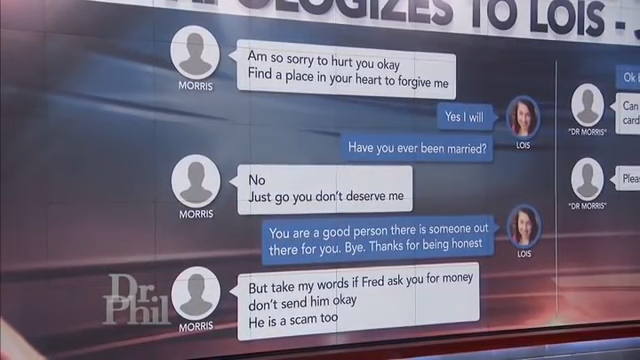 APOLOGIZES TO LOIS -
Am so sorry to hurt you okay
Find a place in your heart to forgive me
MORRIS
Yes I will
Have you ever been married?
LOIS
No
Just go you don't deserve me
MORRIS
You are a good person there is someone out
there for you. Bye. Thanks for being honest
LOIS
But take my words if Fred ask you for money
don't send him okay
He is a scam too
MORRIS
Ok
Can
card
"DR MORRIS"
"DR MORRIS"
Dr.
Phil